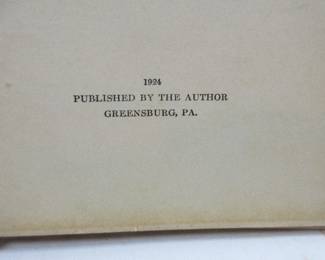 1924
PUBLISHED BY THE AUTHOR
GREENSBURG, PA.